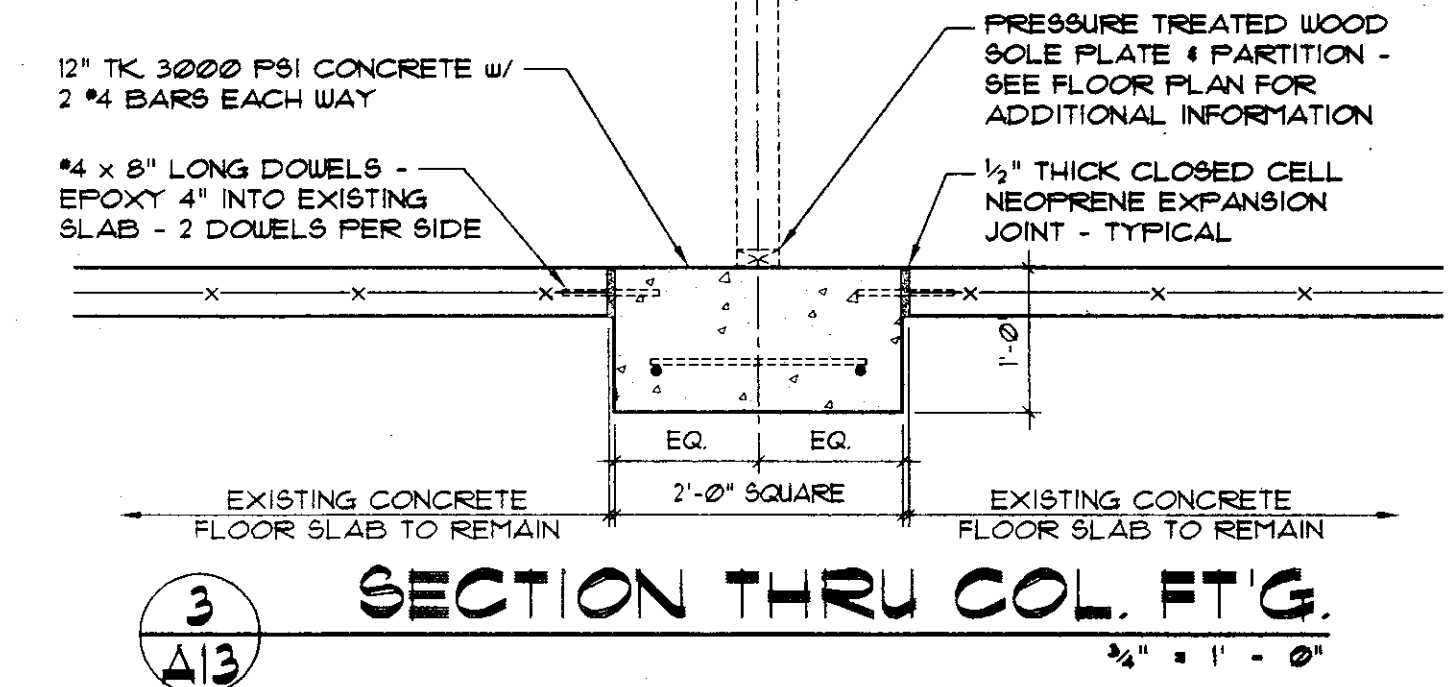 12" TK 3000 PSI CONCRETE w/
2 #4 BARS EACH WAY
#4 x 8" LONG DOWELS -
EPOXY 4" INTO EXISTING
SLAB - 2 DOWELS PER SIDE
PRESSURE TREATED WOOD
SOLE PLATE & PARTITION -
SEE FLOOR PLAN FOR
ADDITIONAL INFORMATION
1/2" THICK CLOSED CELL
NEOPRENE EXPANSION
JOINT - TYPICAL
1'-0
EQ. EQ.
2'-0" SQUARE
EXISTING CONCRETE
FLOOR SLAB TO REMAIN
EXISTING CONCRETE
FLOOR SLAB TO REMAIN
3
A13
SECTION THRU COL. FT'G.
3/4" = 1' - 0"